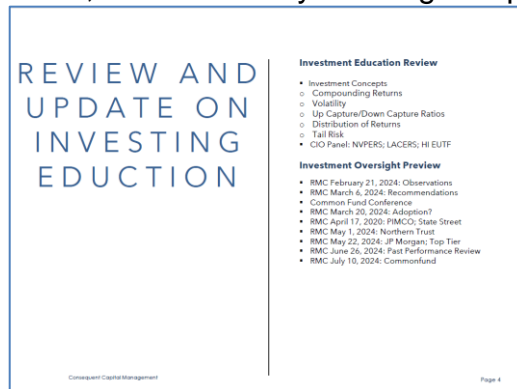 REVIEW AND
UPDATE ON
INVESTING
EDUCTION
Investment Education Review
▪ Investment Concepts
o Compounding Returns
o Volatility
o Up Capture/Down Capture Ratios
o Distribution of Returns
o Tail Risk
▪ CIO Panel: NVPERS; LACERS; HI EUTF
Investment Oversight Preview
▪ RMC February 21, 2024: Observations
▪ RMC March 6, 2024: Recommendations
▪ Common Fund Conference
▪ RMC March 20, 2024: Adoption?
▪ RMC April 17, 2020: PIMCO; State Street
▪ RMC May 1, 2024: Northern Trust
▪ RMC May 22, 2024: JP Morgan; Top Tier
▪ RMC June 26, 2024: Past Performance Review
▪ RMC July 10, 2024: Commonfund
Consequent Capital Management
Page 4